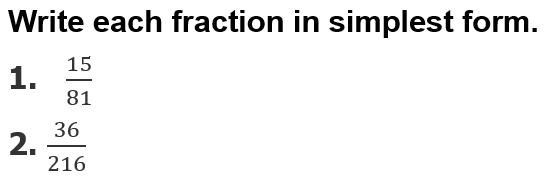 Write each fraction in simplest form.
1. 15/81
2. 36/216